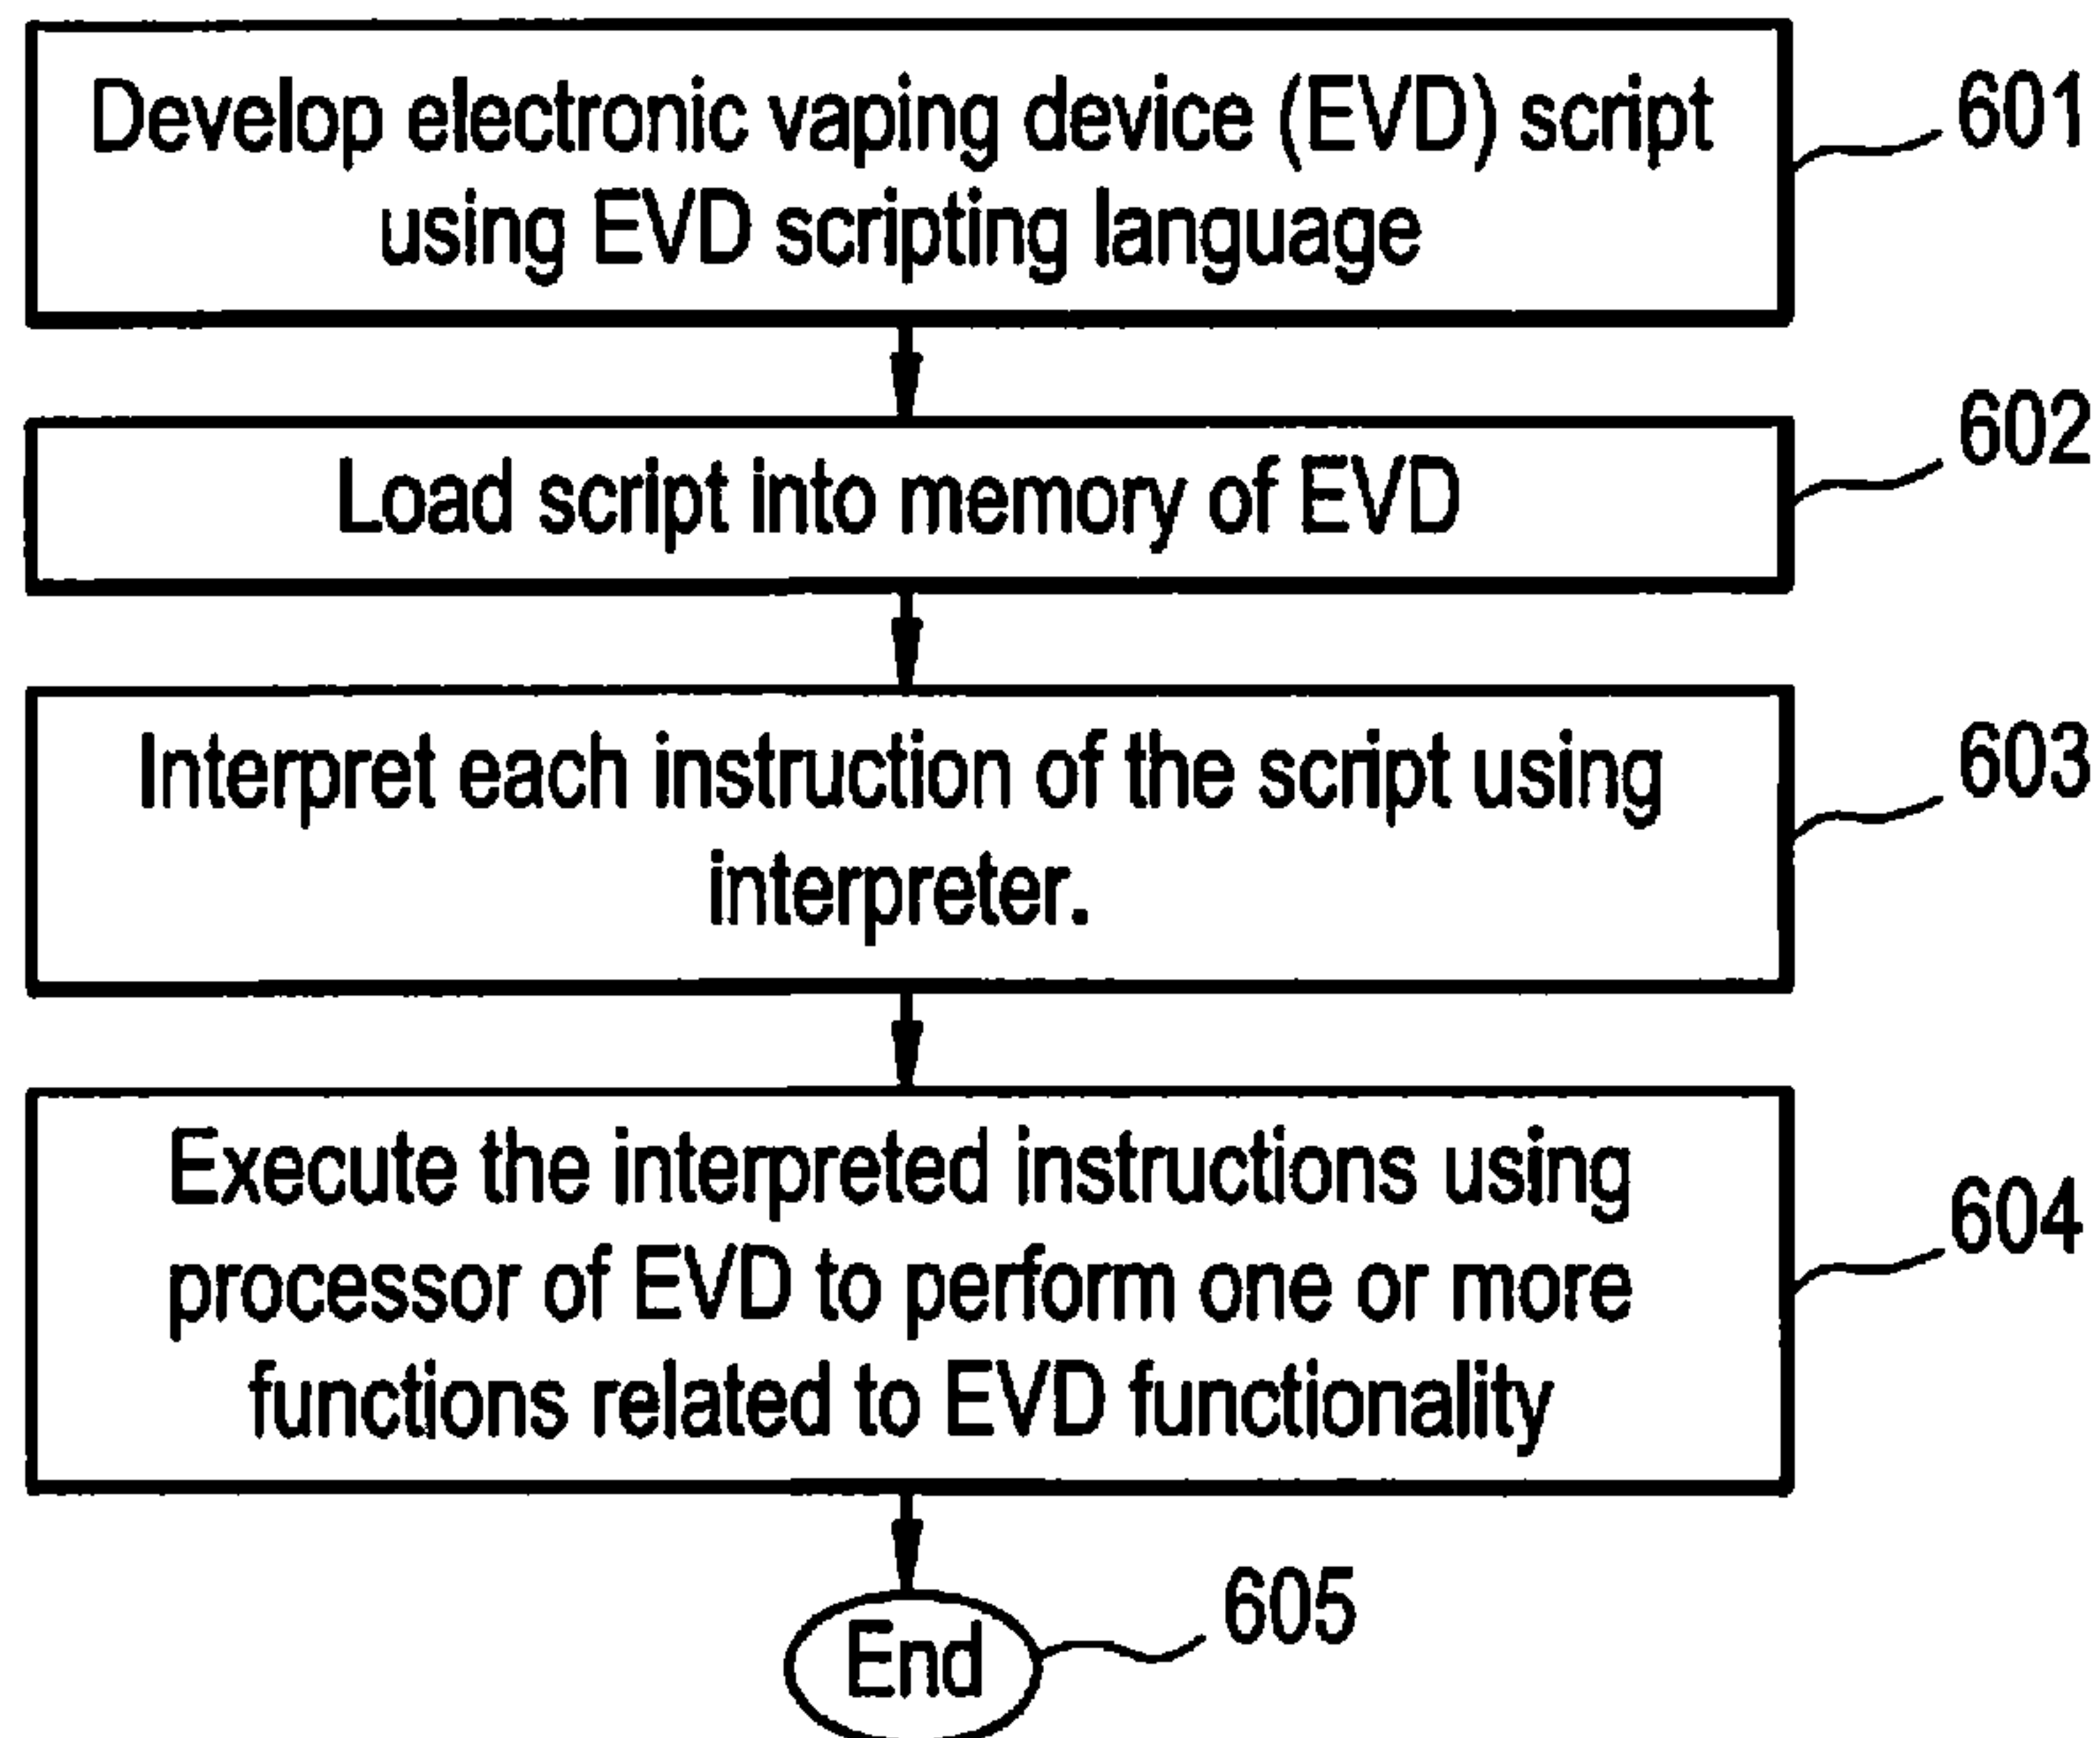 Develop electronic vaping device (EVD) script
using EVD scripting language
601
Load script into memory of EVD
602
Interpret each instruction of the script using
interpreter.
603
Execute the interpreted instructions using
processor of EVD to perform one or more
functions related to EVD functionality
604
End
605